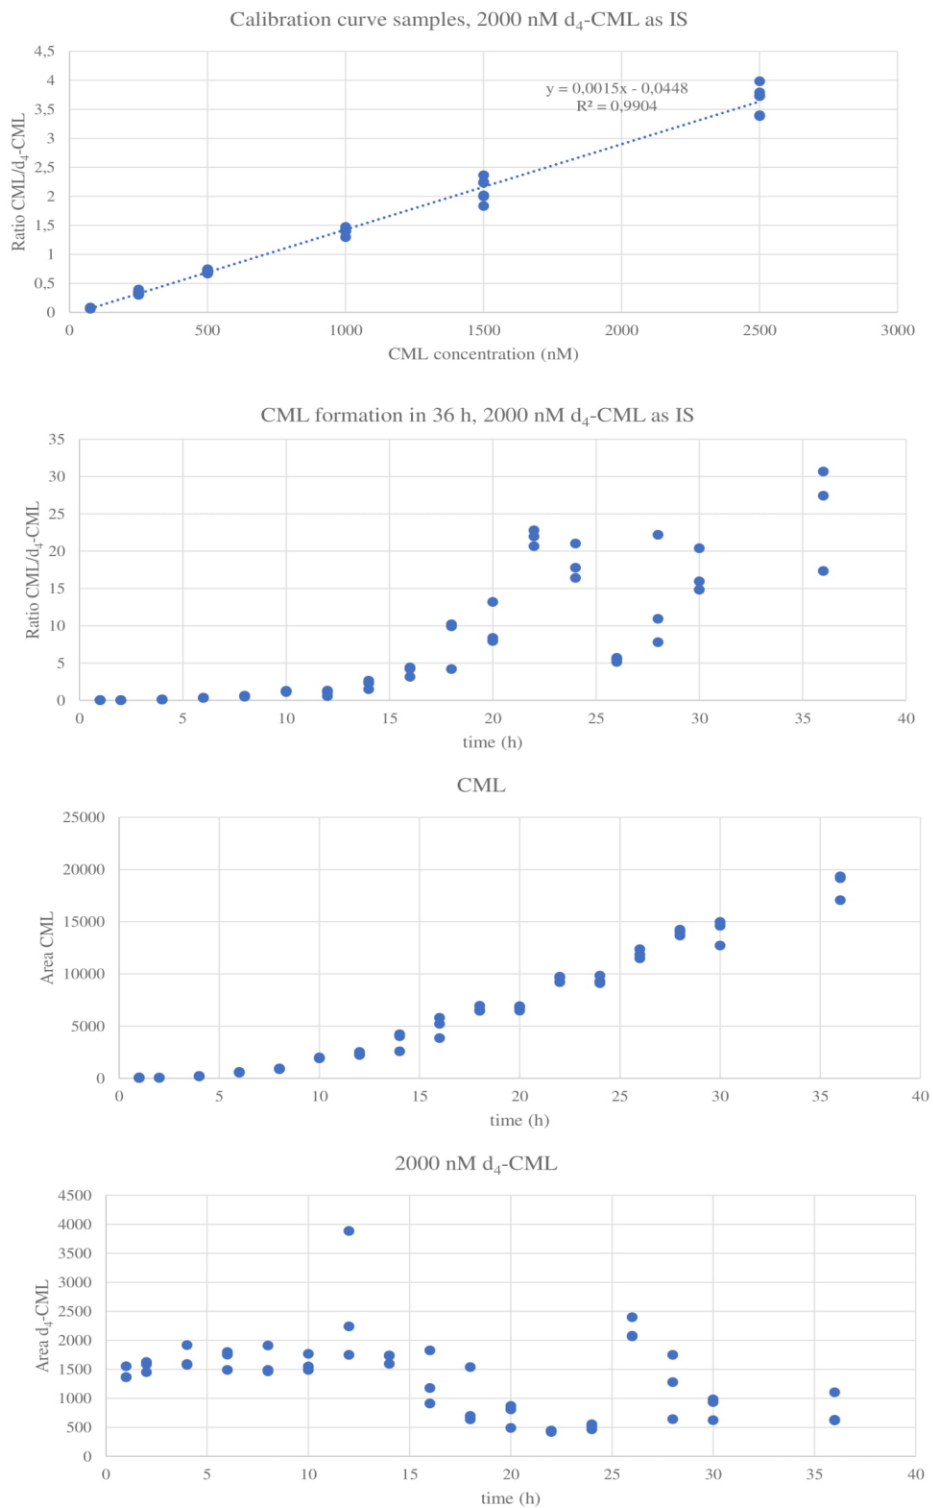 Calibration curve samples, 2000 nM d₄-CML as IS
4,5
4
3,5
3
2,5
2
1,5
1
0,5
0
Ratio CML/d₄-CML
y = 0,0015x - 0,0448
R² = 0,9904
0 500 1000 1500 2000 2500 3000
CML concentration (nM)
CML formation in 36 h, 2000 nM d₄-CML as IS
35
30
25
20
15
10
5
0
Ratio CML/d₄-CML
0 5 10 15 20 25 30 35 40
time (h)
CML
25000
20000
15000
10000
5000
0
Area CML
0 5 10 15 20 25 30 35 40
time (h)
2000 nM d₄-CML
4500
4000
3500
3000
2500
2000
1500
1000
500
0
Area d₄-CML
0 5 10 15 20 25 30 35 40
time (h)